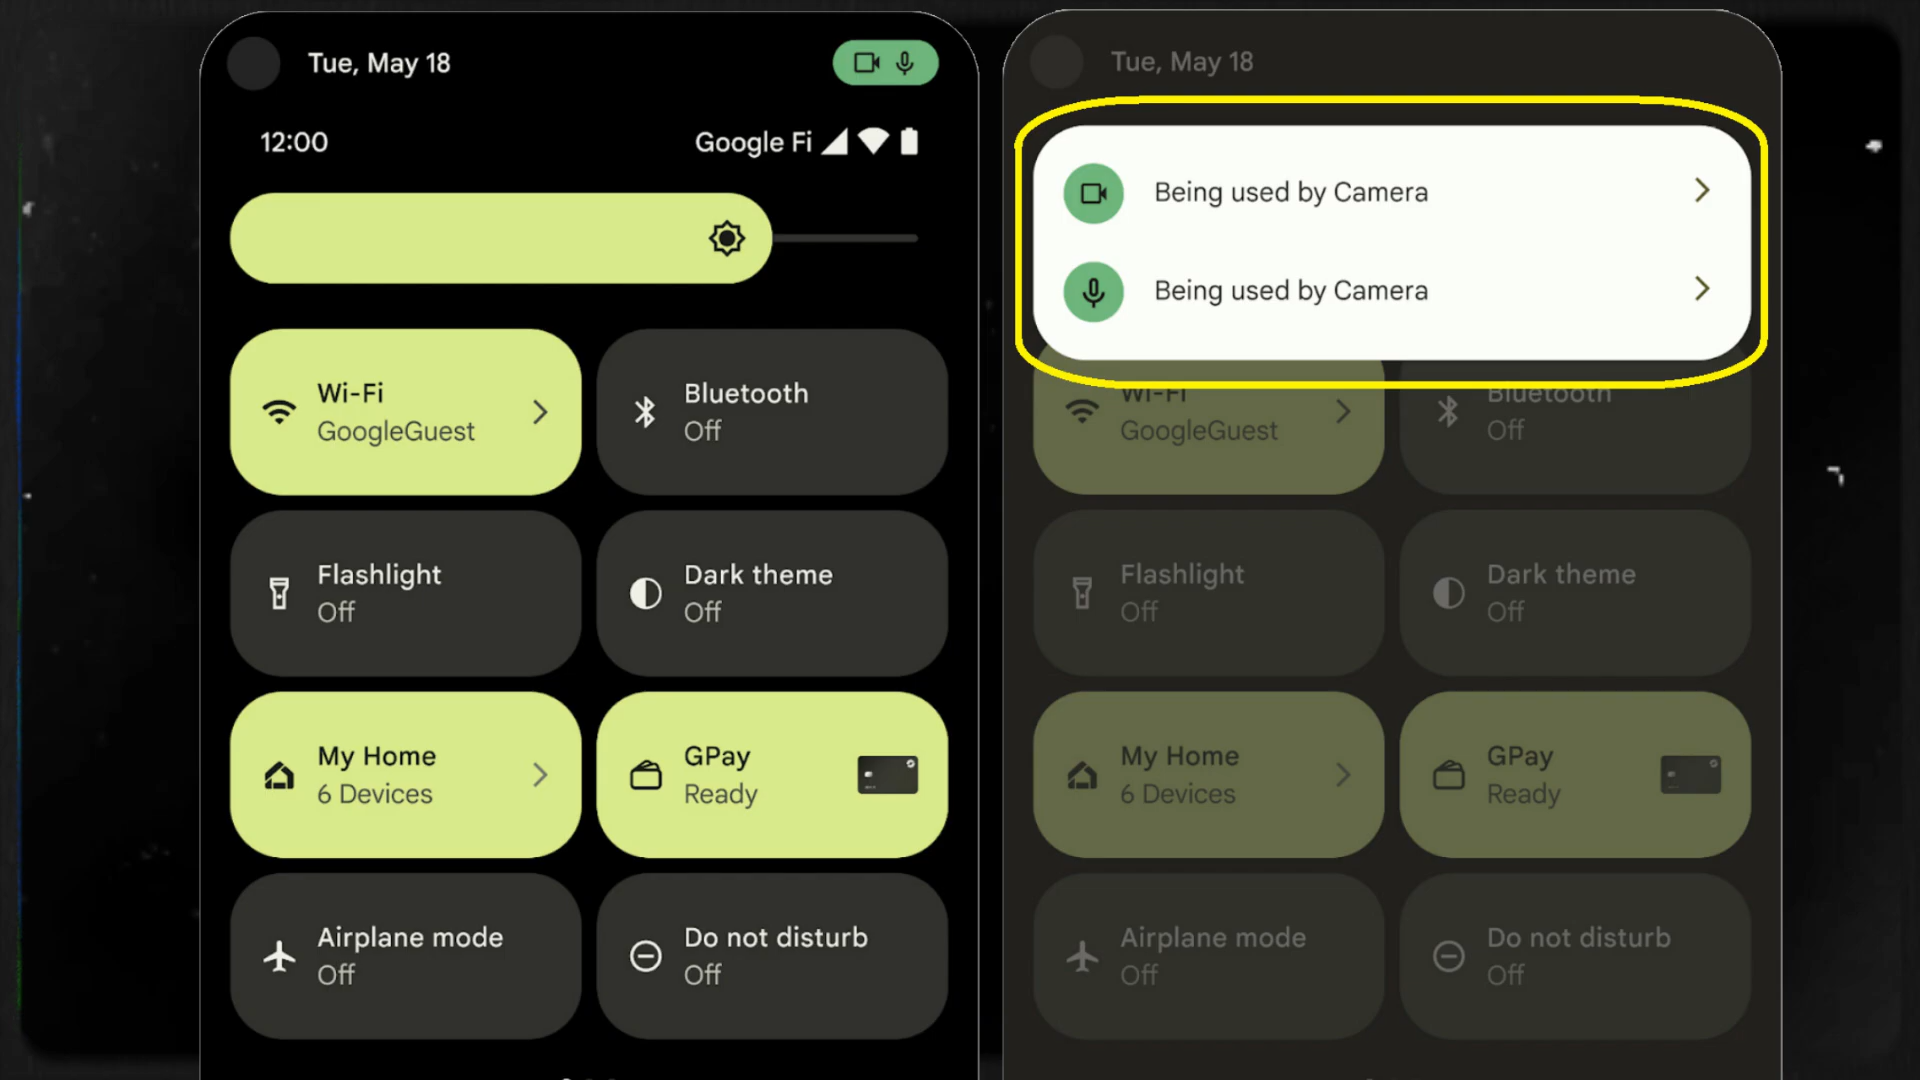 Tue, May 18
12:00
Google Fi
Wi-Fi
GoogleGuest
Bluetooth
Off
Flashlight
Off
Dark theme
Off
My Home
6 Devices
GPay
Ready
Airplane mode
Off
Do not disturb
Off
Tue, May 18
Being used by Camera
Being used by Camera
Wi-Fi
GoogleGuest
Bluetooth
Off
Flashlight
Off
Dark theme
Off
My Home
6 Devices
GPay
Ready
Airplane mode
Off
Do not disturb
Off